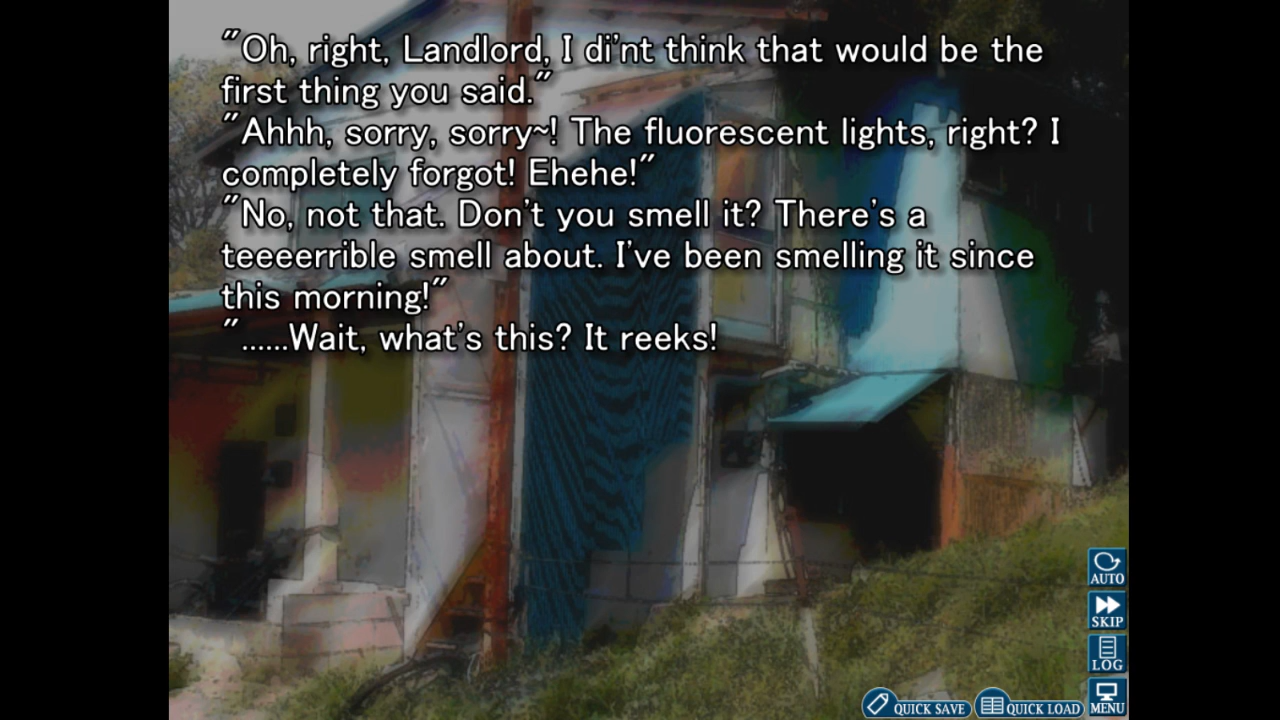 "Oh, right, Landlord, I di'nt think that would be the
first thing you said."
"Ahhh, sorry, sorry~! The fluorescent lights, right? I
completely forgot! Ehehe!"
"No, not that. Don't you smell it? There's a
teeeerrible smell about. I've been smelling it since
this morning!"
"......Wait, what's this? It reeks!
AUTO
SKIP
LOG
QUICK SAVE
QUICK LOAD
MENU